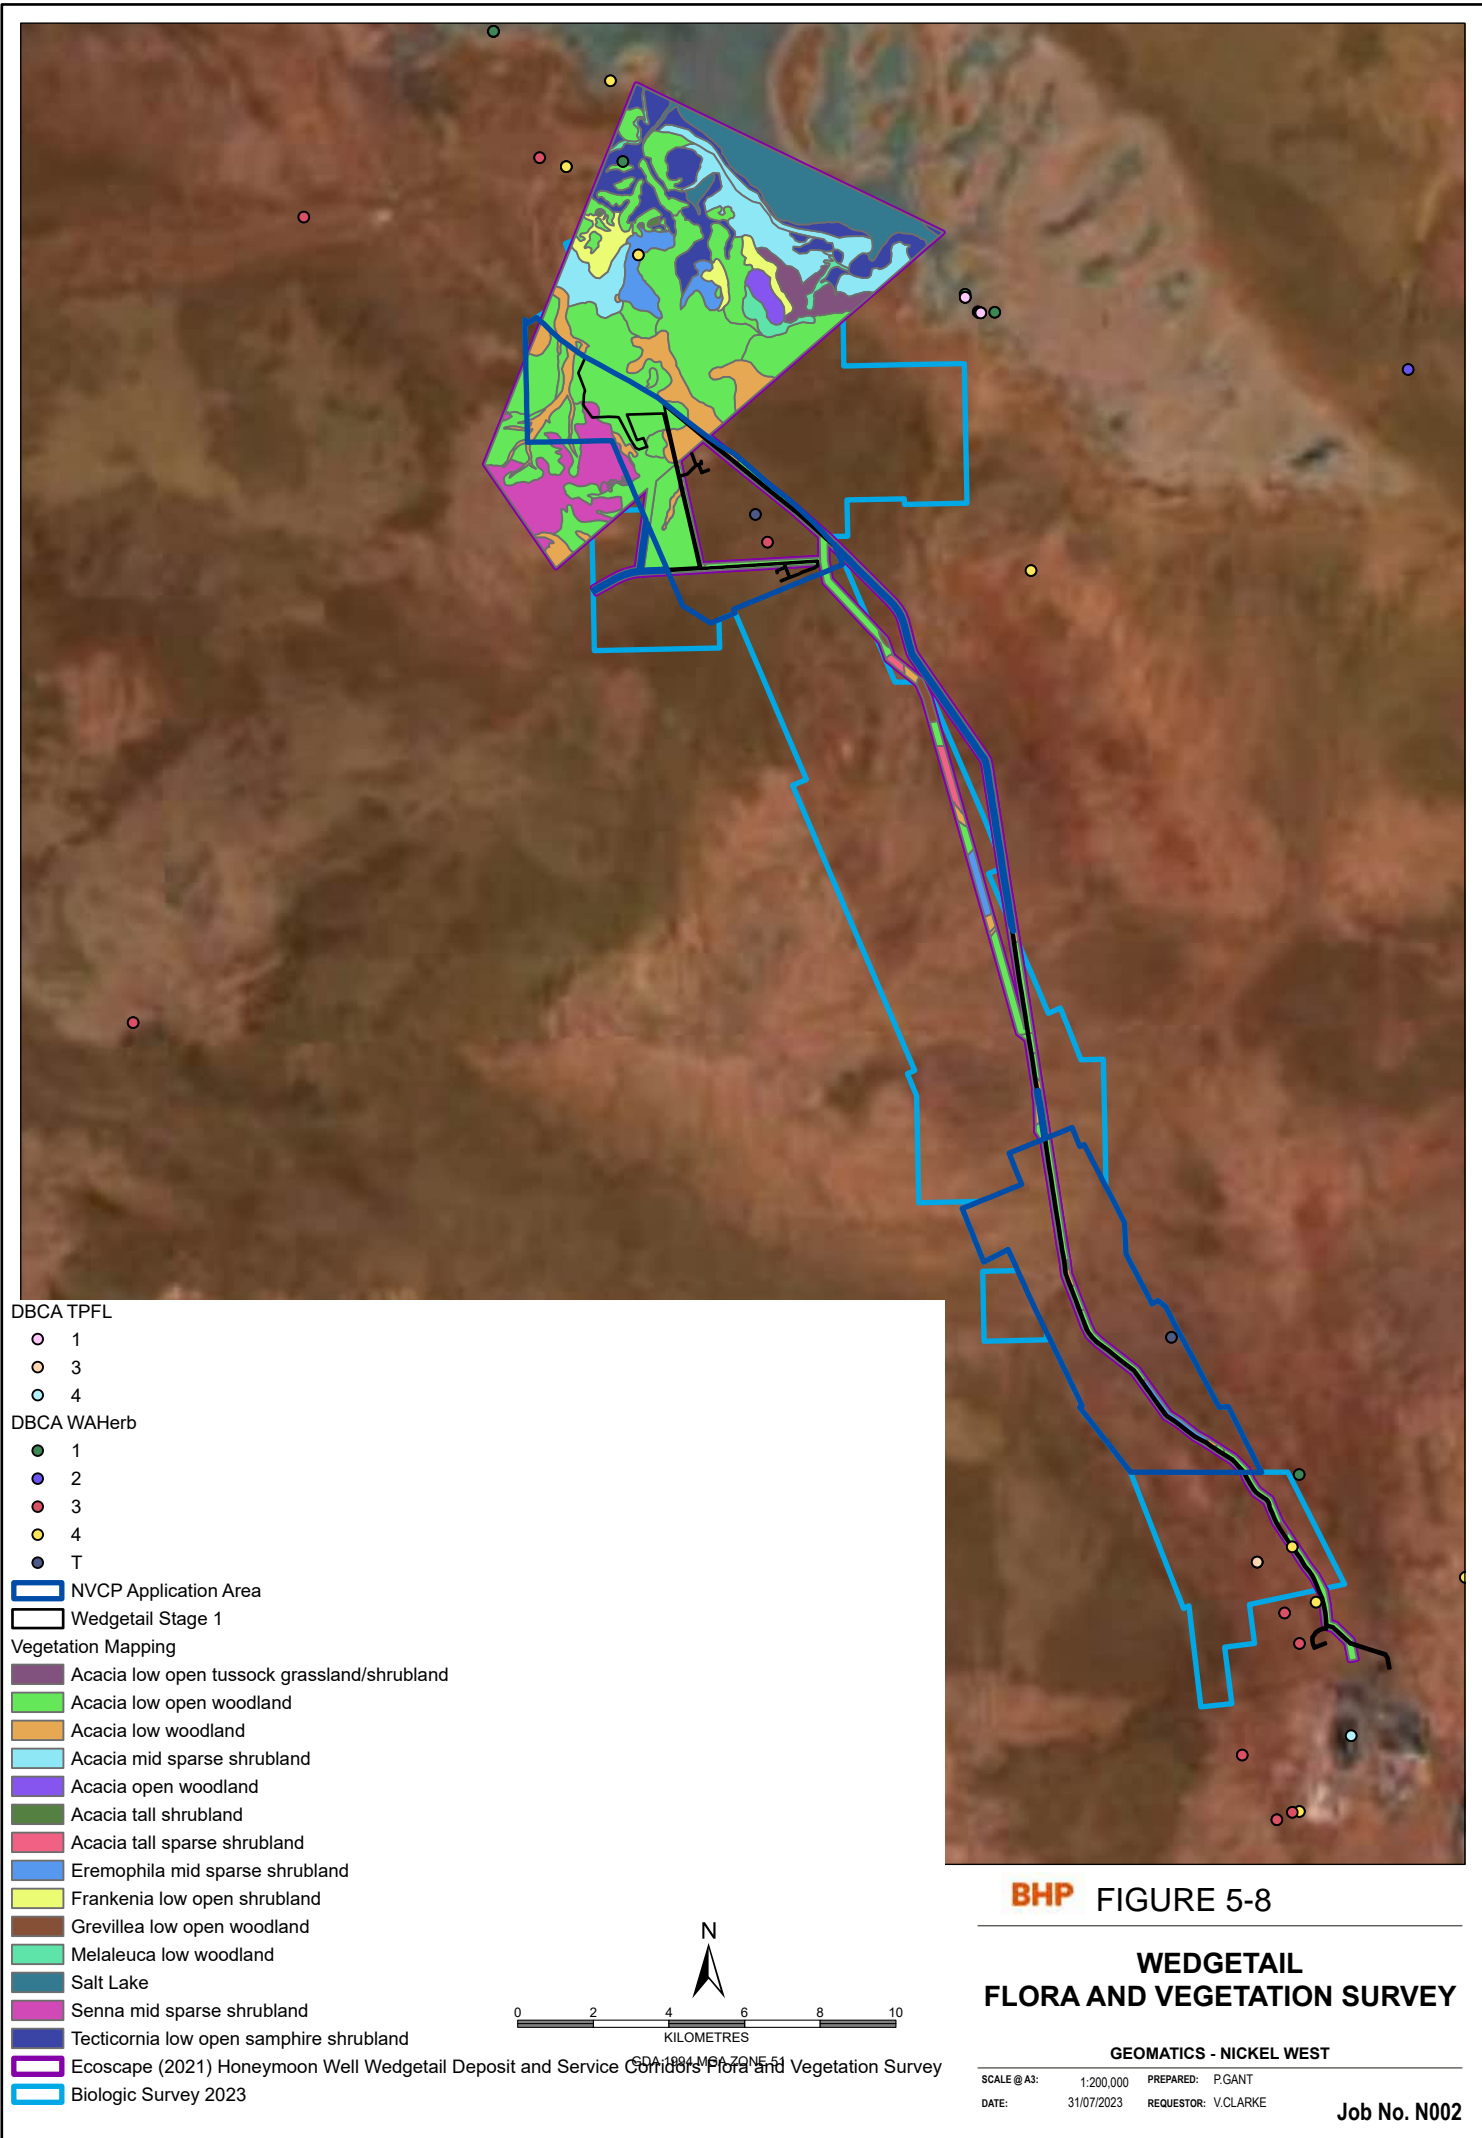 DBCA TPFL
1
3
4
DBCA WAHerb
1
2
3
4
T
NVCP Application Area
Wedgetail Stage 1
Vegetation Mapping
Acacia low open tussock grassland/shrubland
Acacia low open woodland
Acacia low woodland
Acacia mid sparse shrubland
Acacia open woodland
Acacia tall shrubland
Acacia tall sparse shrubland
Eremophila mid sparse shrubland
Frankenia low open shrubland
Grevillea low open woodland
Melaleuca low woodland
Salt Lake
Senna mid sparse shrubland
Tecticornia low open samphire shrubland
Ecoscape (2021) Honeymoon Well Wedgetail Deposit and Service Corridors Flora and Vegetation Survey
Biologic Survey 2023
N
0 2 4 6 8 10
KILOMETRES
GDA 1994 MGA ZONE 51
BHP FIGURE 5-8
WEDGETAIL
FLORA AND VEGETATION SURVEY
GEOMATICS - NICKEL WEST
SCALE @ A3: 1:200,000 PREPARED: P.GANT
DATE: 31/07/2023 REQUESTOR: V.CLARKE
Job No. N002